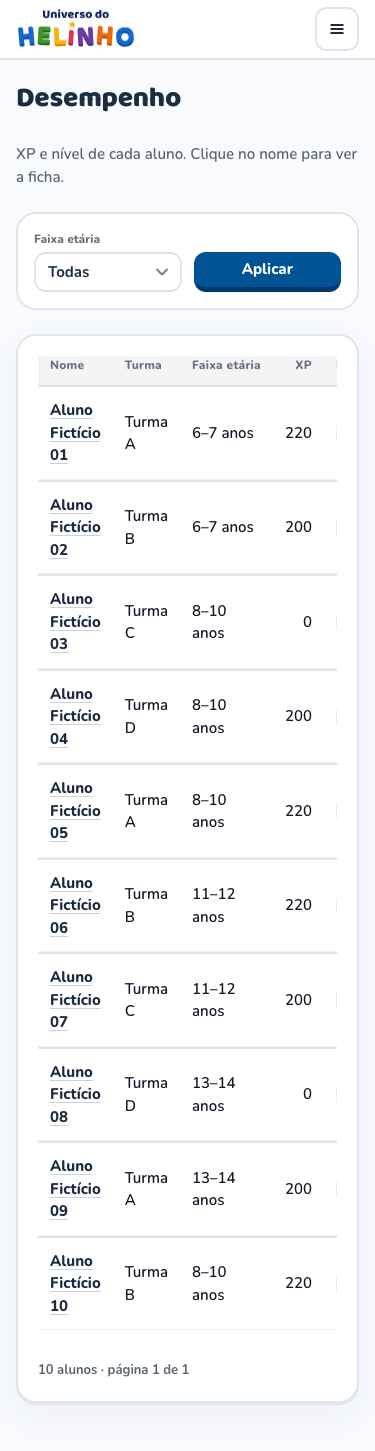 Universo do
HELINHO
Desempenho
XP e nível de cada aluno. Clique no nome para ver
a ficha.
Faixa etária
Todas
Aplicar
Nome Turma Faixa etária XP
Aluno
Fictício
01
Turma
A
6–7 anos
220
Aluno
Fictício
02
Turma
B
6–7 anos
200
Aluno
Fictício
03
Turma
C
8–10
anos
0
Aluno
Fictício
04
Turma
D
8–10
anos
200
Aluno
Fictício
05
Turma
A
8–10
anos
220
Aluno
Fictício
06
Turma
B
11–12
anos
220
Aluno
Fictício
07
Turma
C
11–12
anos
200
Aluno
Fictício
08
Turma
D
13–14
anos
0
Aluno
Fictício
09
Turma
A
13–14
anos
200
Aluno
Fictício
10
Turma
B
8–10
anos
220
10 alunos · página 1 de 1